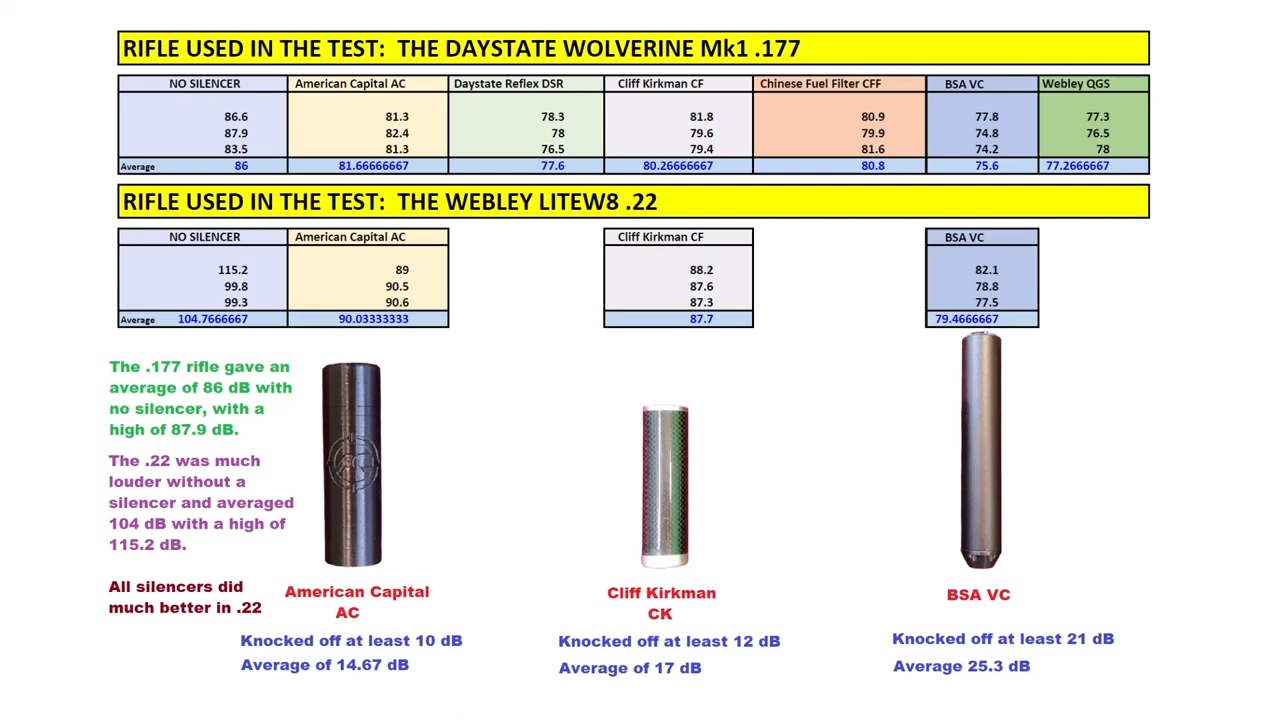 RIFLE USED IN THE TEST:  THE DAYSTATE WOLVERINE Mk1 .177
NO SILENCER American Capital AC Daystate Reflex DSR Cliff Kirkman CF Chinese Fuel Filter CFF BSA VC Webley QGS
86.6 81.3 78.3 81.8 80.9 77.8 77.3
87.9 82.4 78 79.6 79.9 74.8 76.5
83.5 81.3 76.5 79.4 81.6 74.2 78
Average 86 81.66666667 77.6 80.26666667 80.8 75.6 77.2666667
RIFLE USED IN THE TEST:  THE WEBLEY LITEW8 .22
NO SILENCER American Capital AC Cliff Kirkman CF BSA VC
115.2 89 88.2 82.1
99.8 90.5 87.6 78.8
99.3 90.6 87.3 77.5
Average 104.7666667 90.03333333 87.7 79.4666667
The .177 rifle gave an
average of 86 dB with
no silencer, with a
high of 87.9 dB.
The .22 was much
louder without a
silencer and averaged
104 dB with a high of
115.2 dB.
All silencers did
much better in .22
American Capital
AC
Knocked off at least 10 dB
Average of 14.67 dB
Cliff Kirkman
CK
Knocked off at least 12 dB
Average of 17 dB
BSA VC
Knocked off at least 21 dB
Average 25.3 dB